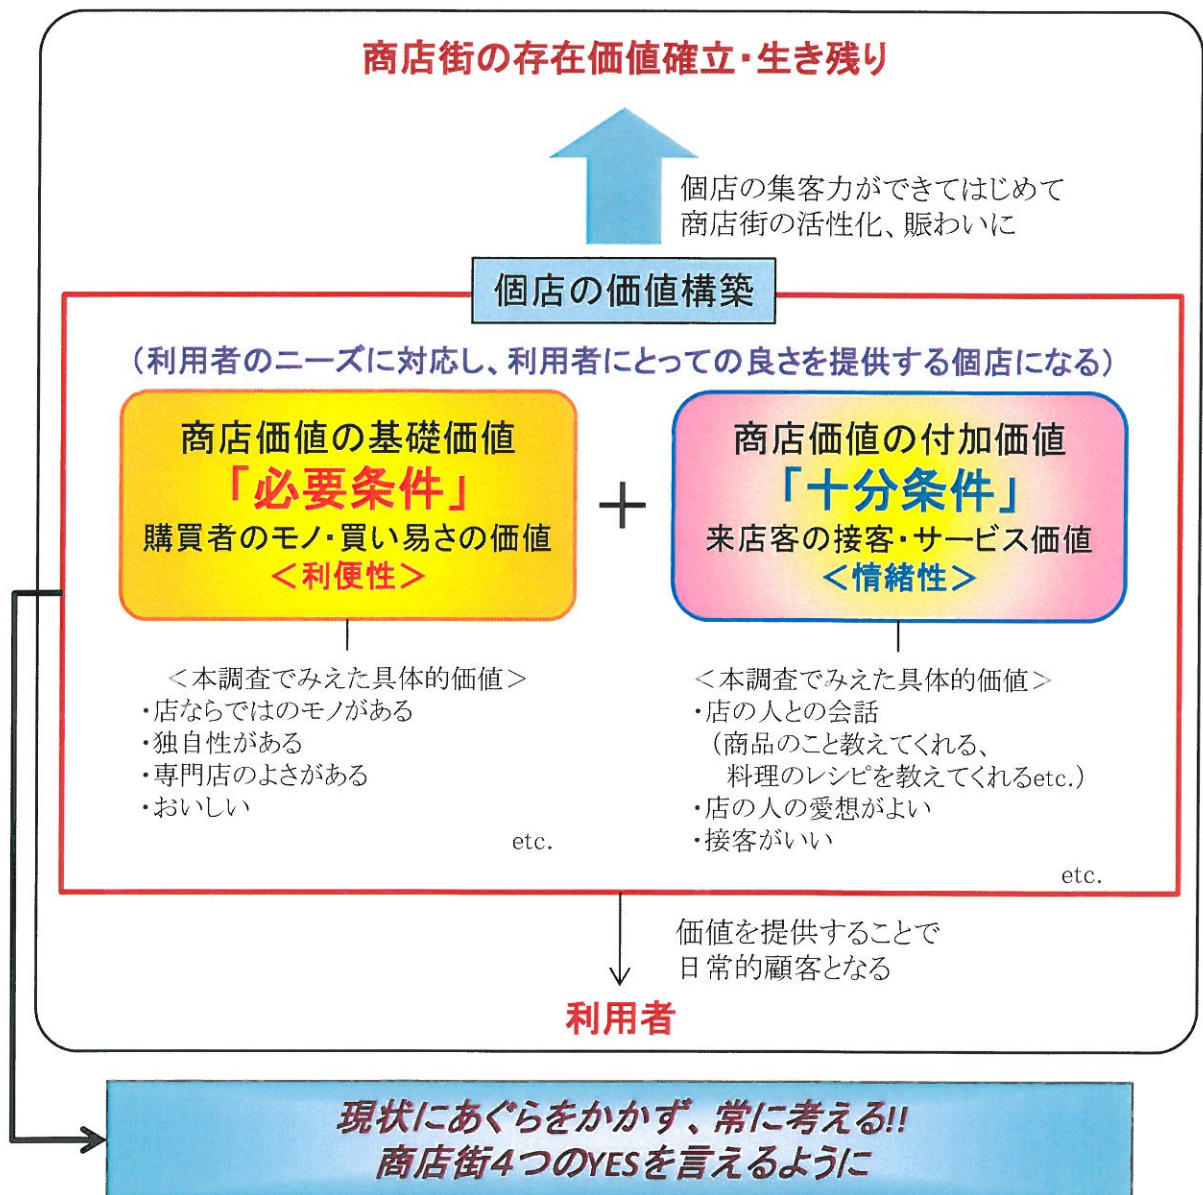 商店街の存在価値確立・生き残り
個店の集客力ができてはじめて
商店街の活性化、賑わいに
個店の価値構築
(利用者のニーズに対応し、利用者にとっての良さを提供する個店になる)
商店価値の基礎価値
「必要条件」
購買者のモノ・買い易さの価値
＜利便性＞
＋
商店価値の付加価値
「十分条件」
来店客の接客・サービス価値
＜情緒性＞
＜本調査でみえた具体的価値＞
・店ならではのモノがある
・独自性がある
・専門店のよさがある
・おいしい
etc.
＜本調査でみえた具体的価値＞
・店の人との会話
（商品のこと教えてくれる、
料理のレシピを教えてくれるetc.）
・店の人の愛想がよい
・接客がいい
etc.
価値を提供することで
日常的顧客となる
利用者
現状にあぐらをかかず、常に考える!!
商店街4つのYESを言えるように